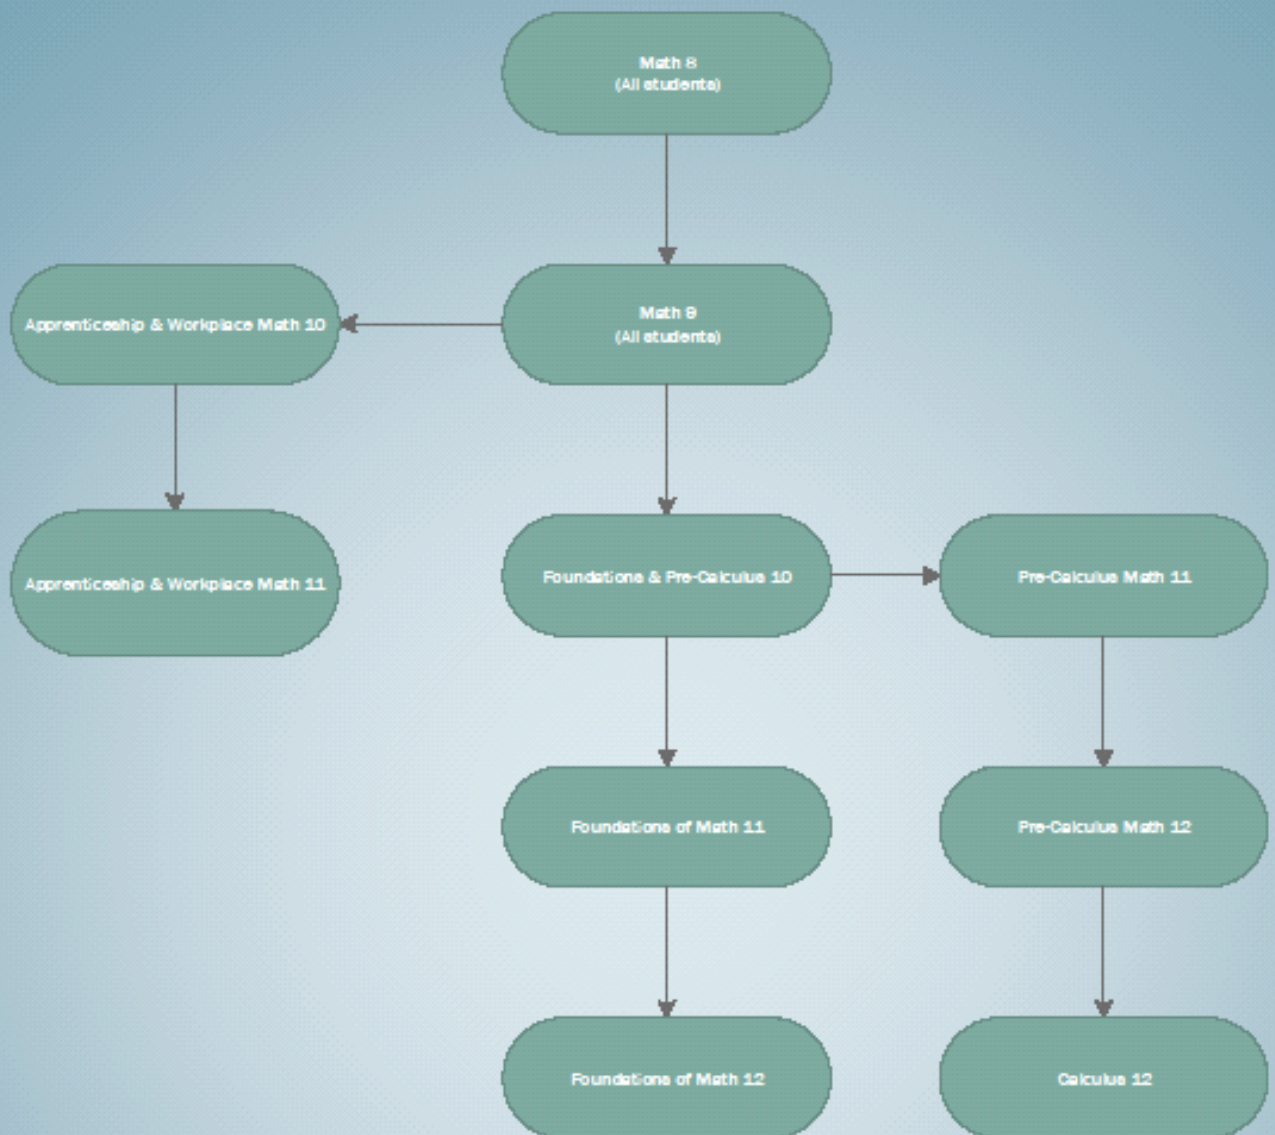 Math 8
(All students)
Apprenticeship & Workplace Math 10
Math 9
(All students)
Apprenticeship & Workplace Math 11
Foundations & Pre-Calculus 10
Pre-Calculus Math 11
Foundations of Math 11
Pre-Calculus Math 12
Foundations of Math 12
Calculus 12